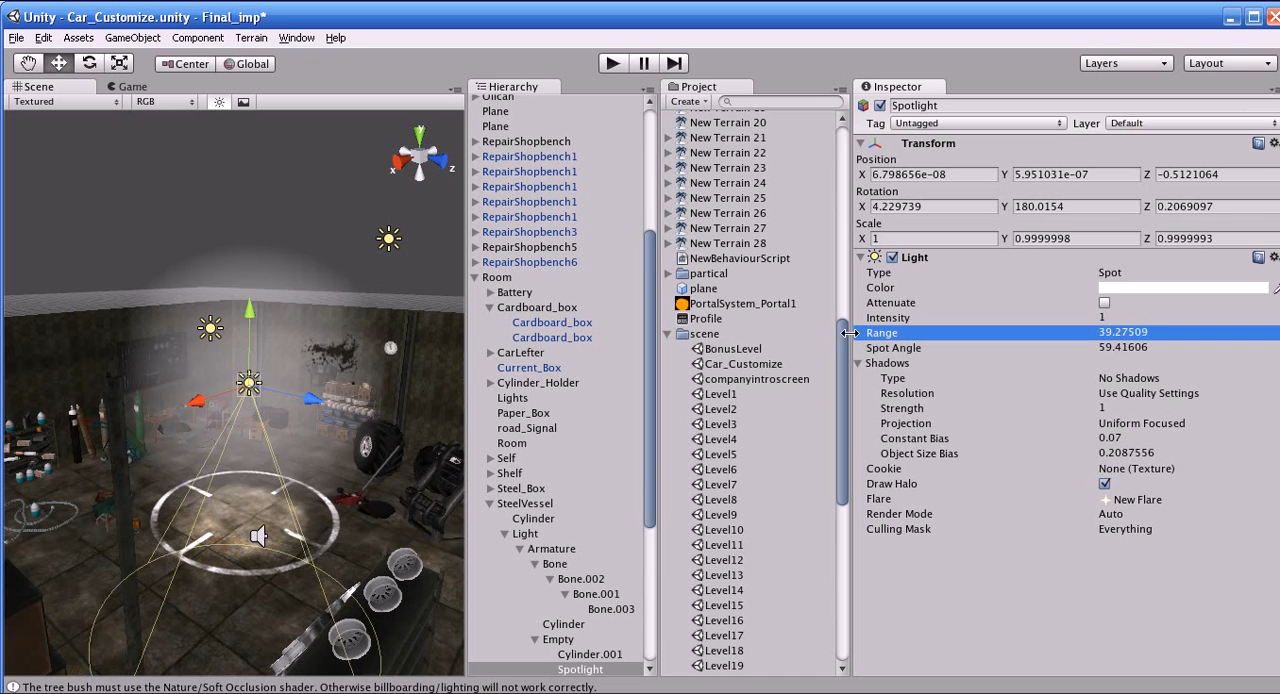 Unity - Car_Customize.unity - Final_imp*
File Edit Assets GameObject Component Terrain Window Help
Center Global Layers Layout
Scene Game
Textured RGB
x z
Hierarchy
Oilcan
Plane
Plane
RepairShopbench
RepairShopbench1
RepairShopbench1
RepairShopbench1
RepairShopbench1
RepairShopbench1
RepairShopbench3
RepairShopbench5
RepairShopbench6
Room
Battery
Cardboard_box
Cardboard_box
Cardboard_box
CarLefter
Current_Box
Cylinder_Holder
Lights
Paper_Box
road_Signal
Room
Self
Shelf
Steel_Box
SteelVessel
Cylinder
Light
Armature
Bone
Bone.002
Bone.001
Bone.003
Cylinder
Empty
Cylinder.001
Spotlight
Project
Create
New Terrain 20
New Terrain 21
New Terrain 22
New Terrain 23
New Terrain 24
New Terrain 25
New Terrain 26
New Terrain 27
New Terrain 28
NewBehaviourScript
partical
plane
PortalSystem_Portal1
Profile
scene
BonusLevel
Car_Customize
companyintroscreen
Level1
Level2
Level3
Level4
Level5
Level6
Level7
Level8
Level9
Level10
Level11
Level12
Level13
Level14
Level15
Level16
Level17
Level18
Level19
Inspector
Spotlight
Tag Untagged Layer Default
Transform
Position
X 6.798656e-08 Y 5.951031e-07 Z -0.5121064
Rotation
X 4.229739 Y 180.0154 Z 0.2069097
Scale
X 1 Y 0.9999998 Z 0.9999993
Light
Type Spot
Color
Attenuate
Intensity 1
Range 39.27509
Spot Angle 59.41606
Shadows
Type No Shadows
Resolution Use Quality Settings
Strength 1
Projection Uniform Focused
Constant Bias 0.07
Object Size Bias 0.2087556
Cookie None (Texture)
Draw Halo
Flare New Flare
Render Mode Auto
Culling Mask Everything
The tree bush must use the Nature/Soft Occlusion shader. Otherwise billboarding/lighting will not work correctly.